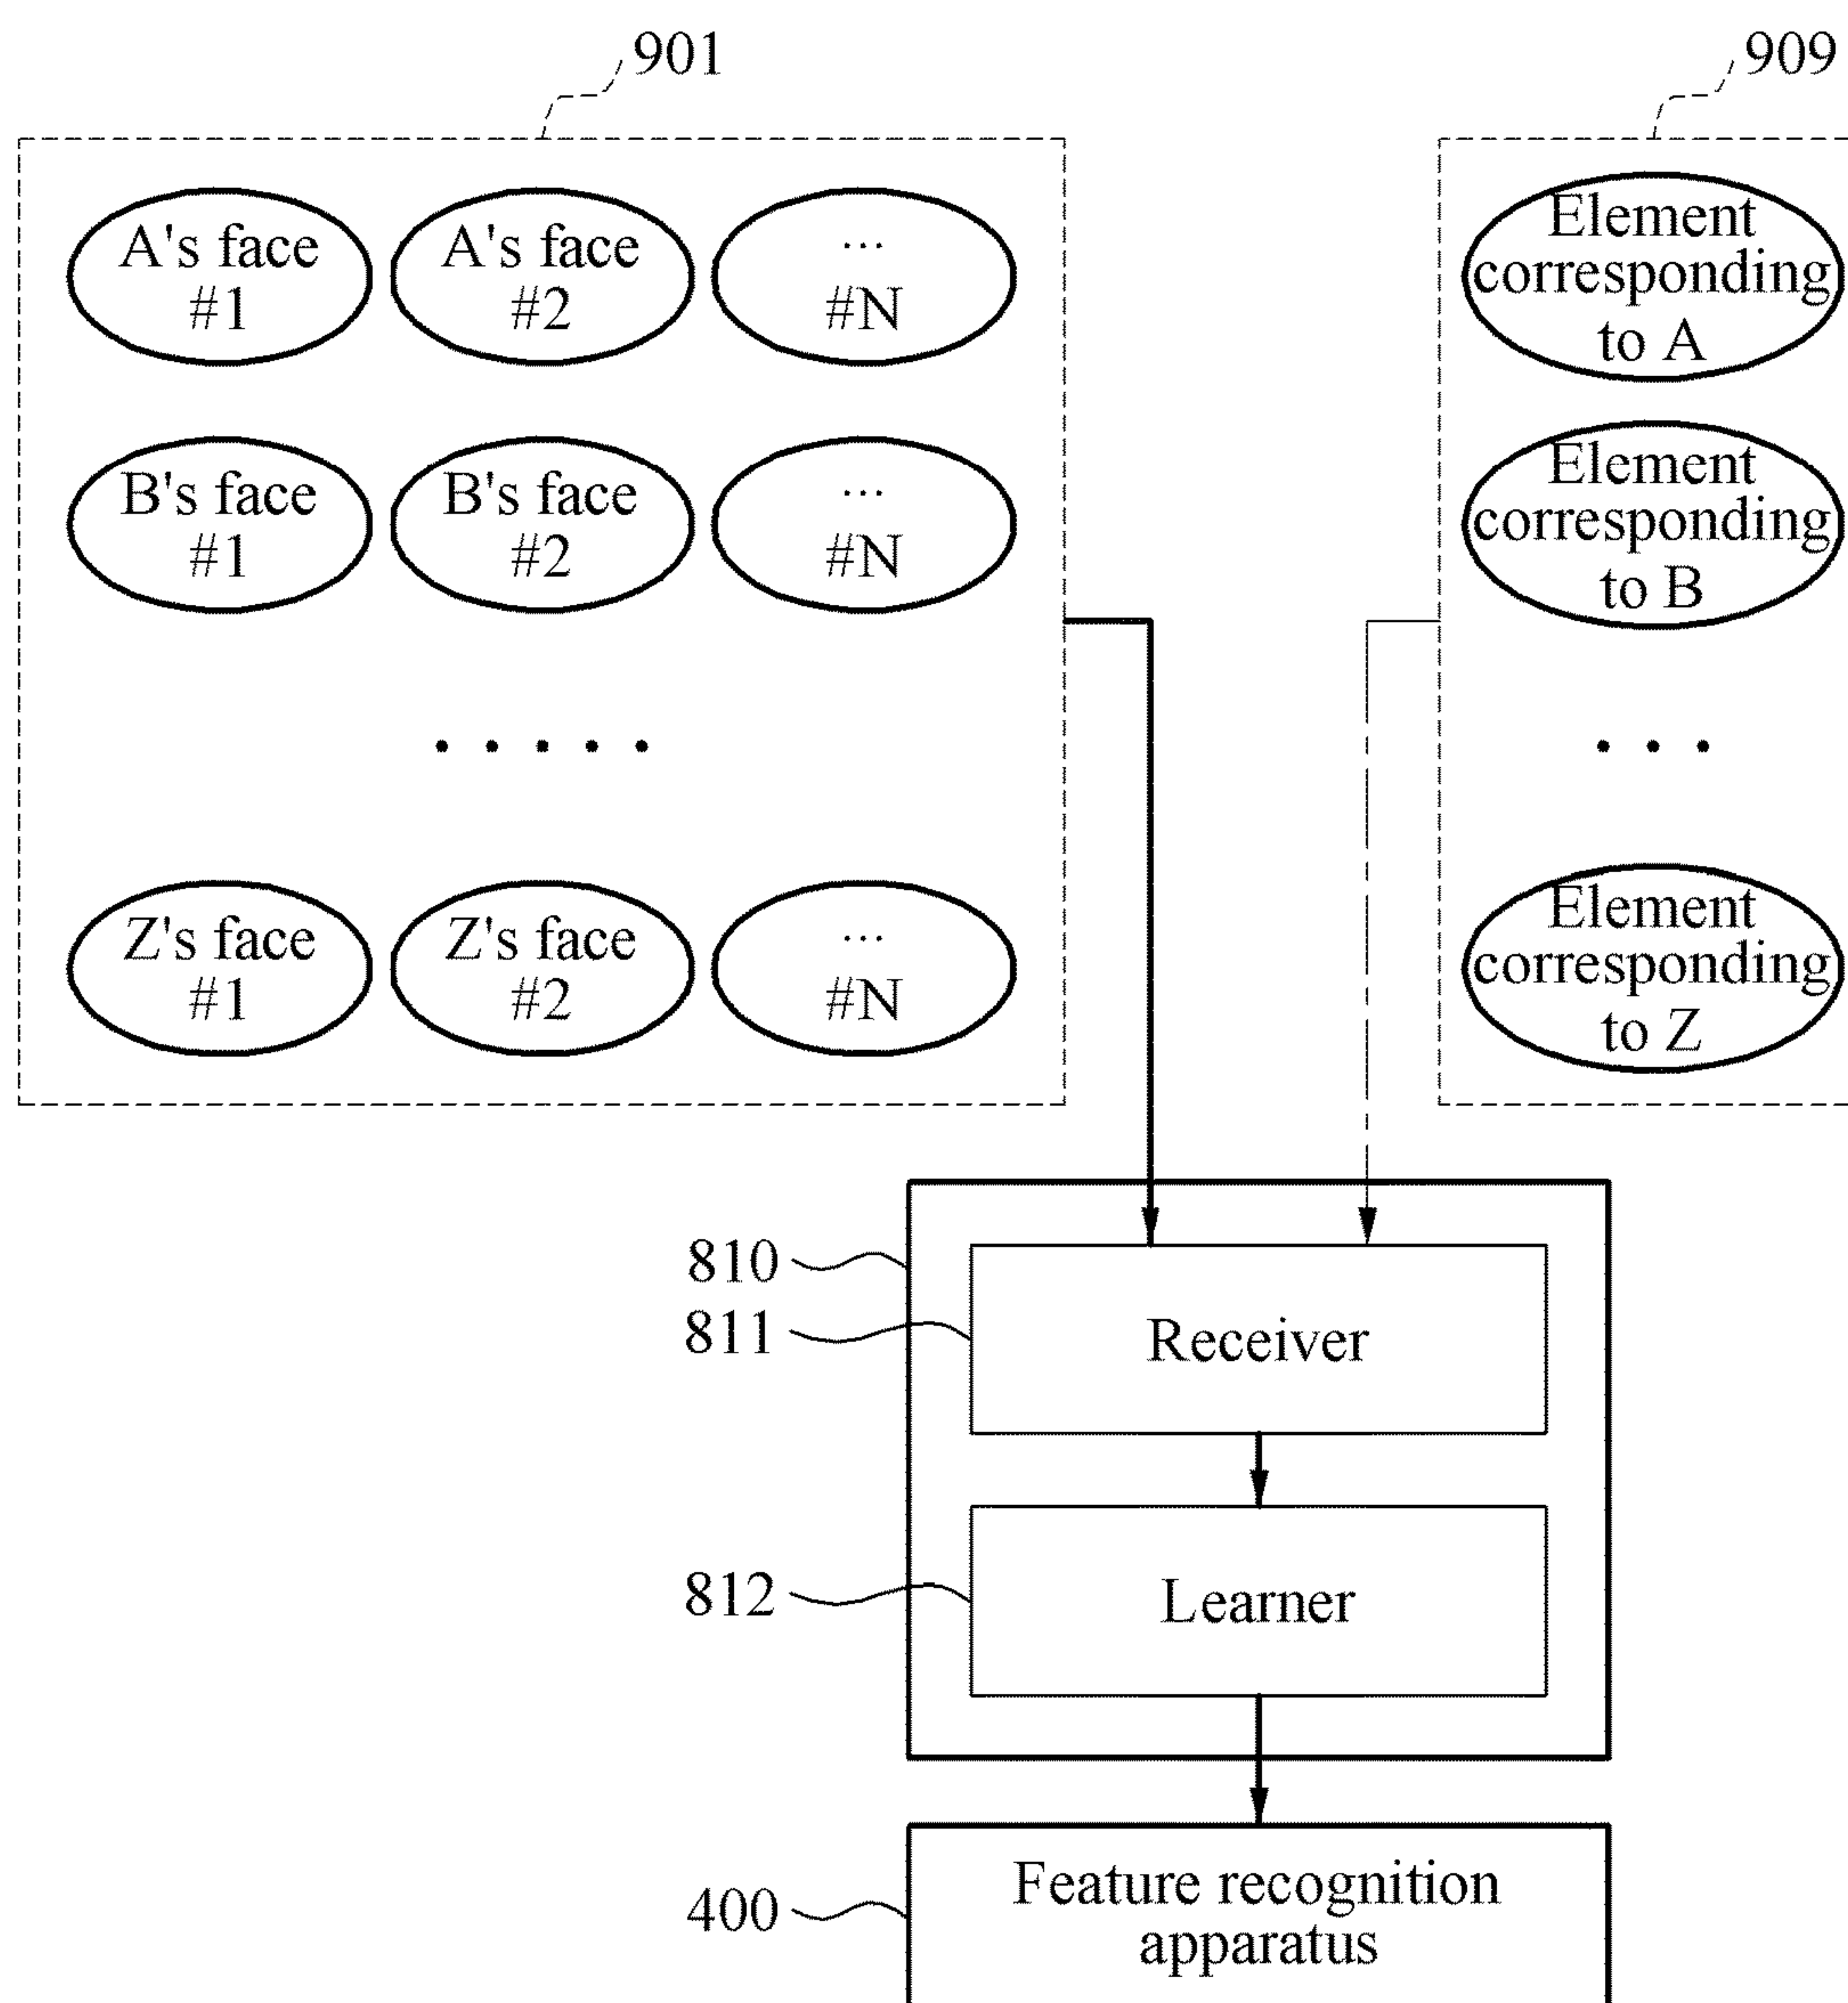 901
909
A's face
#1
A's face
#2
...
#N
Element
corresponding
to A
B's face
#1
B's face
#2
...
#N
Element
corresponding
to B
. . . . .
. . .
Z's face
#1
Z's face
#2
...
#N
Element
corresponding
to Z
810
811
Receiver
812
Learner
400
Feature recognition
apparatus